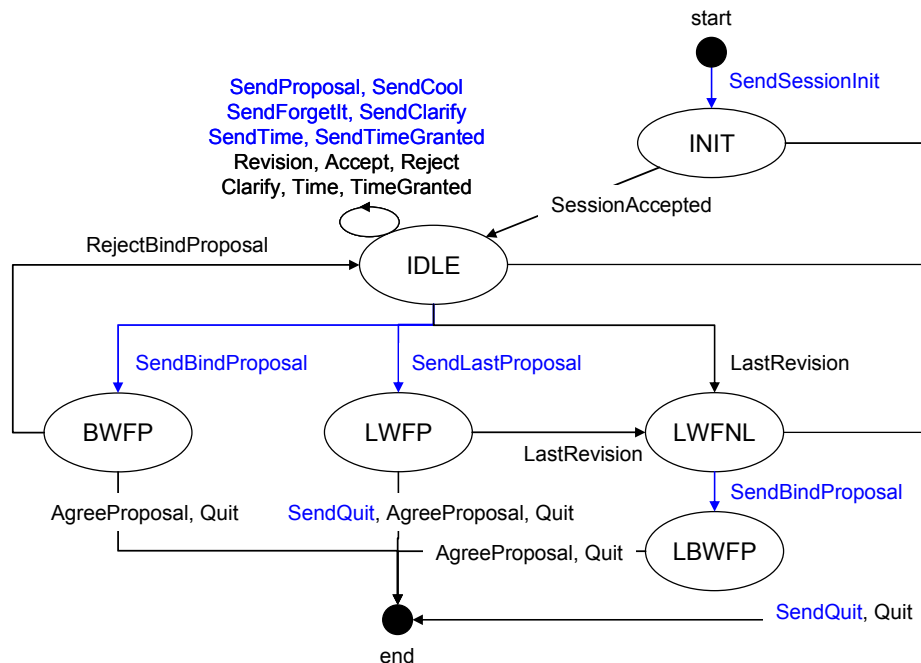 start
SendSessionInit
SendProposal, SendCool
SendForgetIt, SendClarify
SendTime, SendTimeGranted
Revision, Accept, Reject
Clarify, Time, TimeGranted
INIT
SessionAccepted
RejectBindProposal
IDLE
SendBindProposal
SendLastProposal
LastRevision
BWFP
LWFP
LWFNL
LastRevision
SendBindProposal
AgreeProposal, Quit
SendQuit, AgreeProposal, Quit
AgreeProposal, Quit
LBWFP
SendQuit, Quit
end